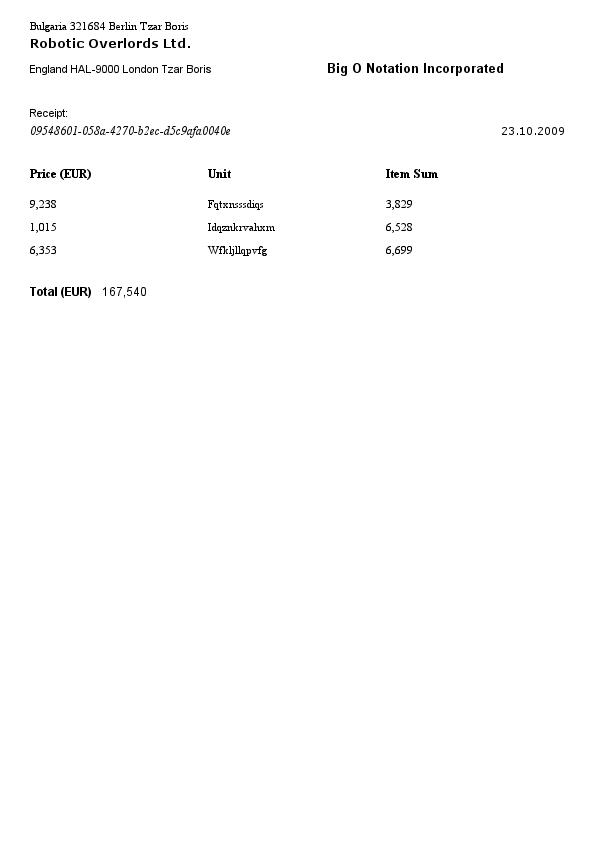 Bulgaria 321684 Berlin Tzar Boris
Robotic Overlords Ltd.
England HAL-9000 London Tzar Boris Big O Notation Incorporated
Receipt:
09548601-058a-4270-b2ec-d5c9afa0040e 23.10.2009
Price (EUR) Unit Item Sum
9,238 Fqtxnsssdiqs 3,829
1,015 Idqznkrvahxm 6,528
6,353 Wfkljllqpvfg 6,699
Total (EUR) 167,540